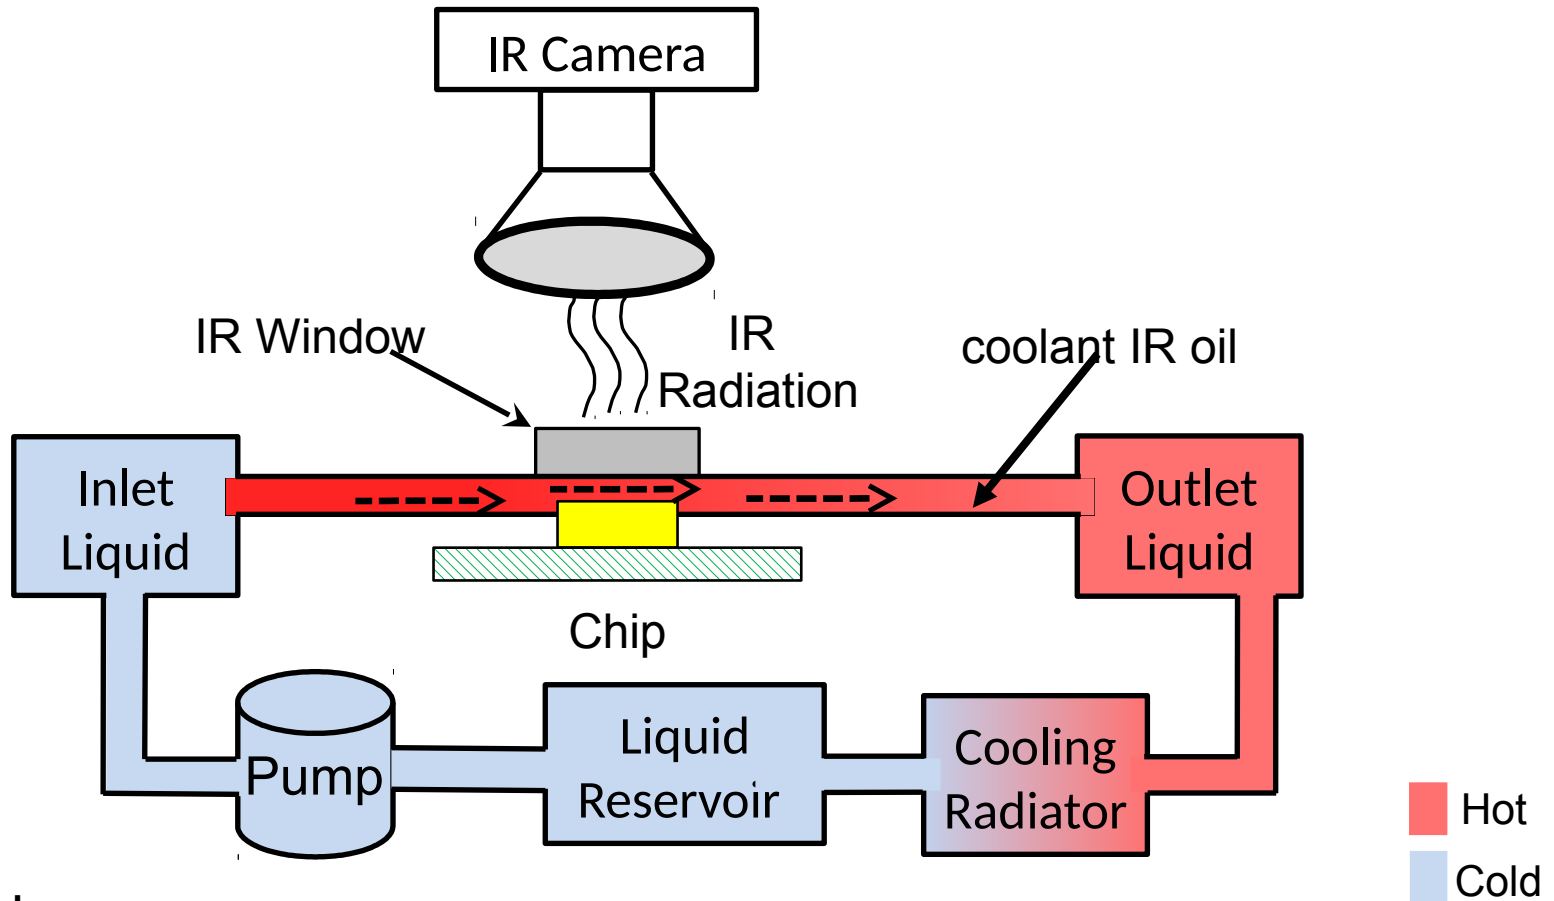 IR Camera
IR Window
IR
Radiation
coolant IR oil
Inlet
Liquid
Outlet
Liquid
Chip
Pump
Liquid
Reservoir
Cooling
Radiator
Hot
Cold
.